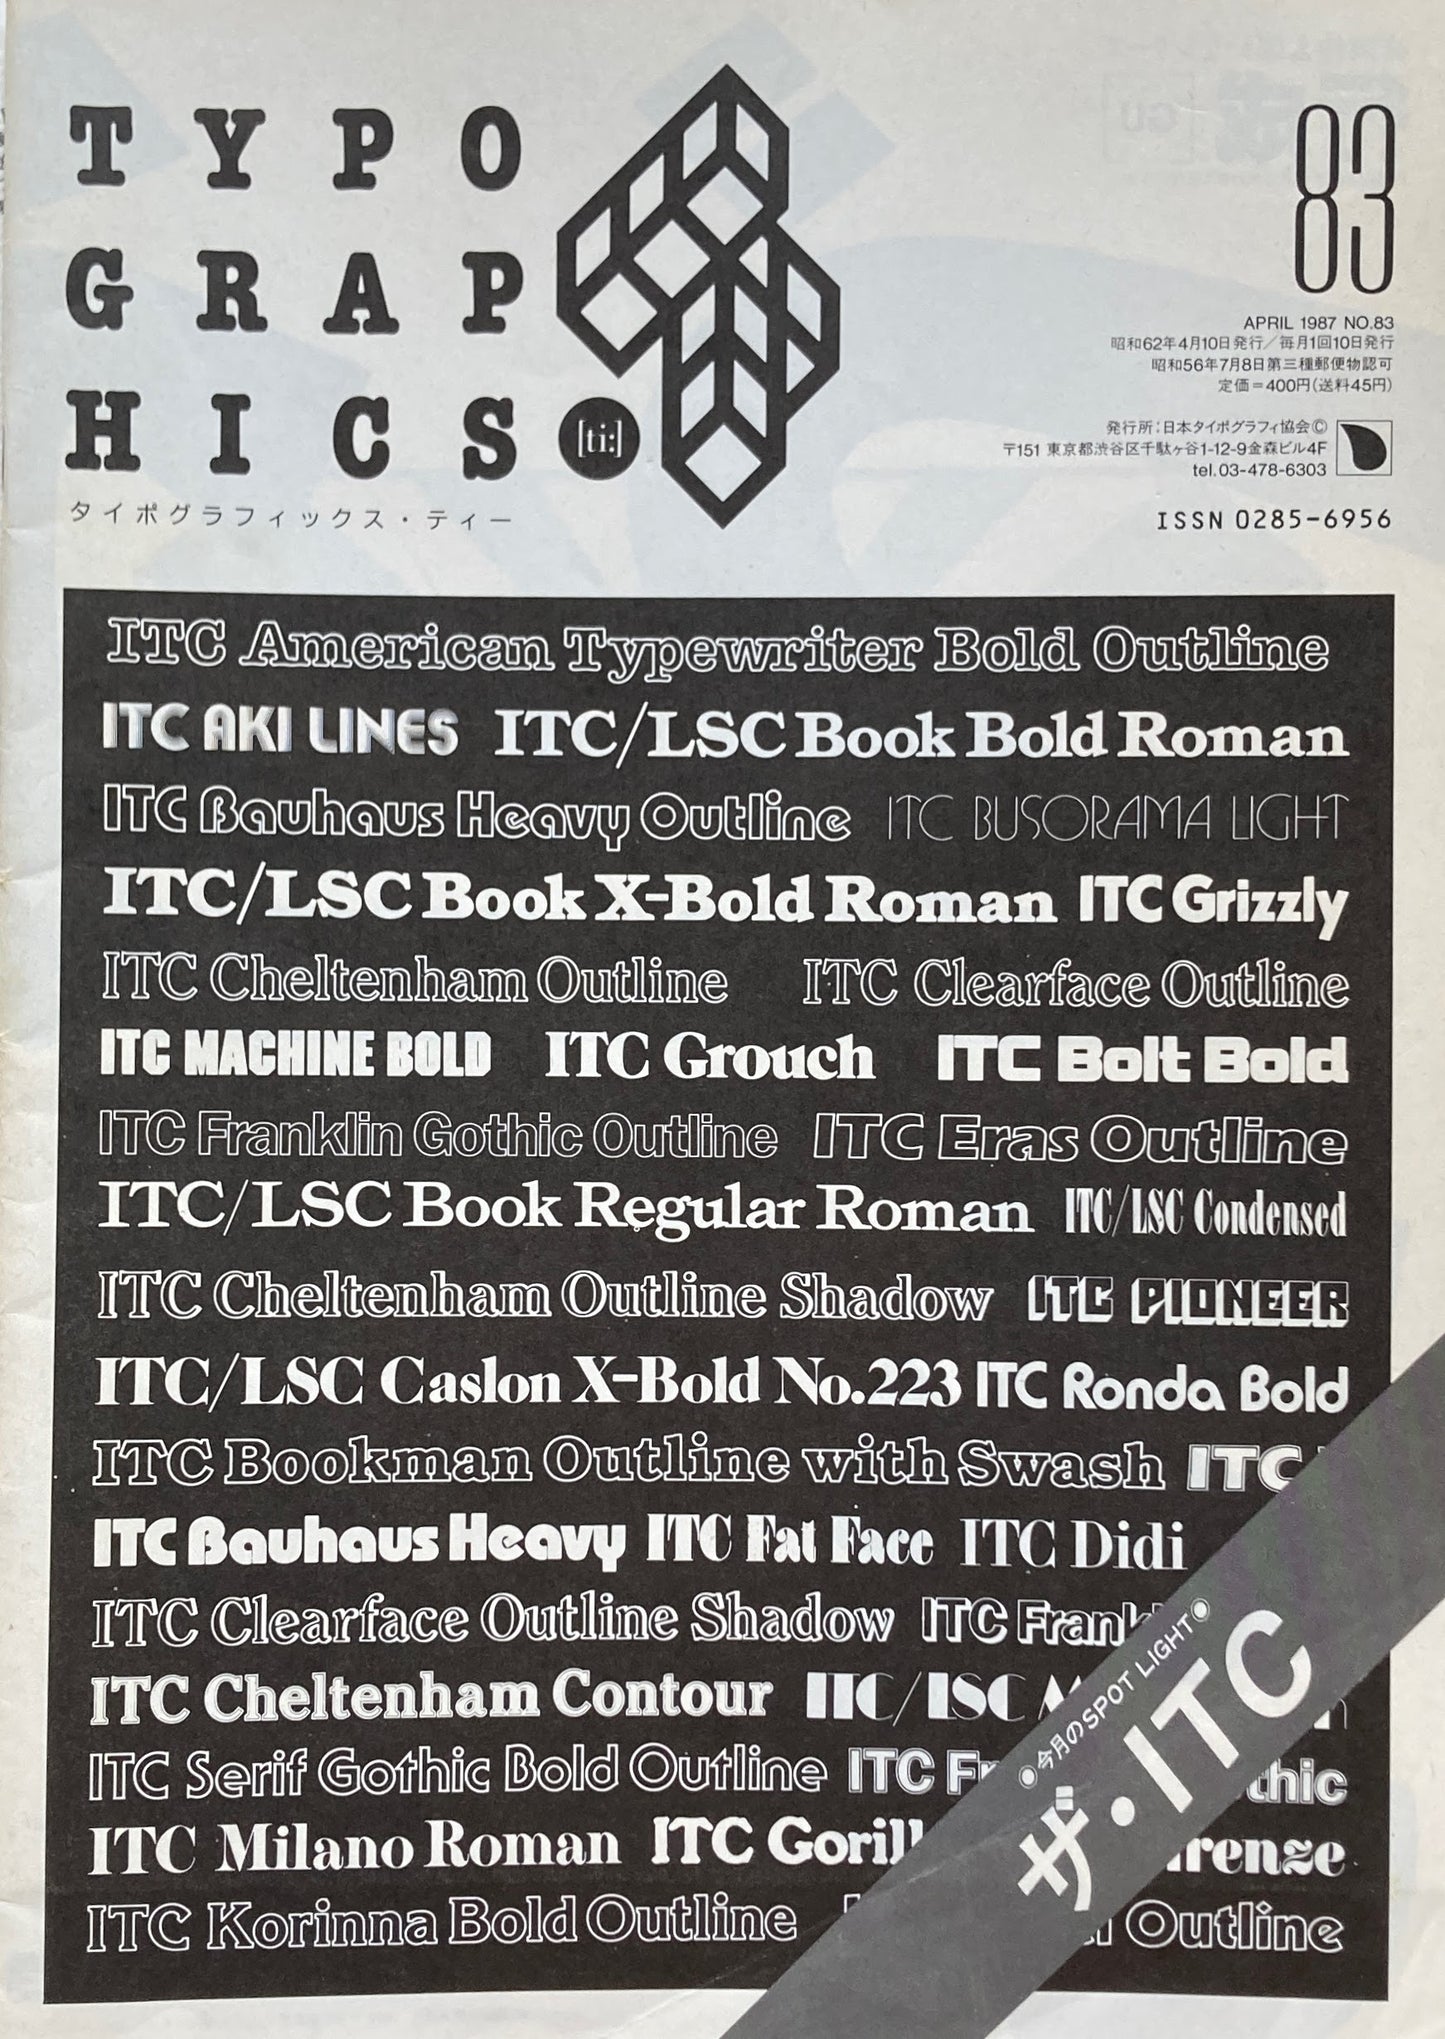 TYPO
GRAP
HICS [ti:]
タイポグラフィックス・ティー
83
APRIL 1987 NO.83
昭和62年4月10日発行／毎月1回10日発行
昭和56年7月8日第三種郵便物認可
定価＝400円(送料45円)
発行所：日本タイポグラフィ協会©
〒151 東京都渋谷区千駄ヶ谷1-12-9金森ビル4F
tel.03-478-6303
ISSN 0285-6956
ITC American Typewriter Bold Outline
ITC AKI LINES ITC/LSC Book Bold Roman
ITC Bauhaus Heavy Outline ITC BUSORAMA LIGHT
ITC/LSC Book X-Bold Roman ITC Grizzly
ITC Cheltenham Outline ITC Clearface Outline
ITC MACHINE BOLD ITC Grouch ITC Bolt Bold
ITC Franklin Gothic Outline ITC Eras Outline
ITC/LSC Book Regular Roman ITC/LSC Condensed
ITC Cheltenham Outline Shadow ITC PIONEER
ITC/LSC Caslon X-Bold No.223 ITC Ronda Bold
ITC Bookman Outline with Swash ITC
ITC Bauhaus Heavy ITC Fat Face ITC Didi
ITC Clearface Outline Shadow ITC Frank
ITC Cheltenham Contour ITC/LSC
ITC Serif Gothic Bold Outline ITC Fr thic
ITC Milano Roman ITC Gorill irenze
ITC Korinna Bold Outline Outline
◉今月のSPOT LIGHT◉
ザ・ITC